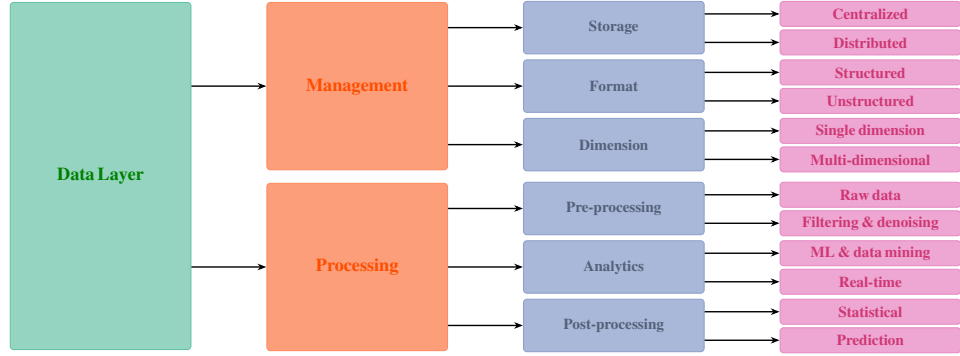 Data Layer
Management
Processing
Storage
Format
Dimension
Pre-processing
Analytics
Post-processing
Centralized
Distributed
Structured
Unstructured
Single dimension
Multi-dimensional
Raw data
Filtering & denoising
ML & data mining
Real-time
Statistical
Prediction